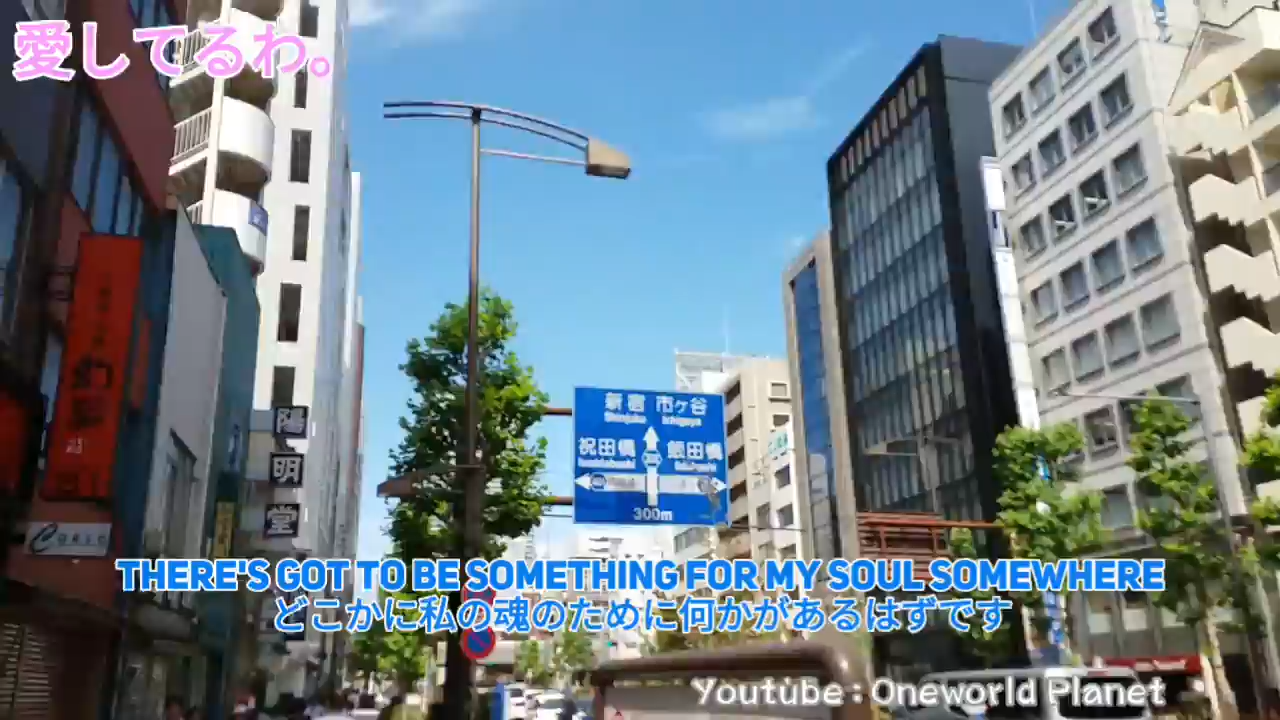 愛してるわ。
新宿 市ヶ谷
Shinjuku Ichigaya
祝田橋 飯田橋
300m
陽
明
堂
THERE'S GOT TO BE SOMETHING FOR MY SOUL SOMEWHERE
どこかに私の魂のために何かがあるはずです
Youtube : Oneworld Planet